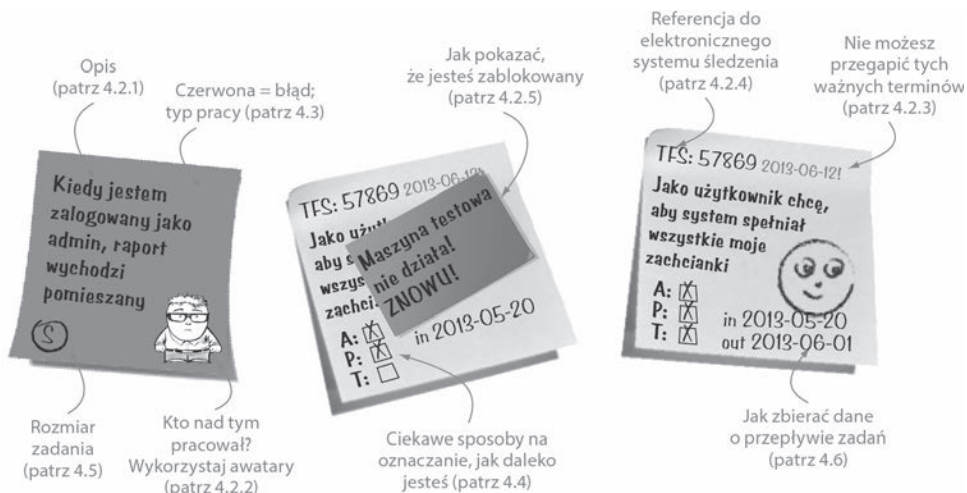 Opis
(patrz 4.2.1)
Czerwona = błąd;
typ pracy (patrz 4.3)
Jak pokazać,
że jesteś zablokowany
(patrz 4.2.5)
Referencja do
elektronicznego
systemu śledzenia
(patrz 4.2.4)
Nie możesz
przegapić tych
ważnych terminów
(patrz 4.2.3)
Kiedy jestem
zalogowany jako
admin, raport
wychodzi
pomieszany
S
TFS: 57869 2013-06-12!
Jako użytk
aby s
wszys
zachci
Maszyna testowa
nie działa!
ZNOWU!
A: X
P: X
T:
in 2013-05-20
TFS: 57869 2013-06-12!
Jako użytkownik chcę,
aby system spełniał
wszystkie moje
zachcianki
A: X
P: X
T: X
in 2013-05-20
out 2013-06-01
Rozmiar
zadania
(patrz 4.5)
Kto nad tym
pracował?
Wykorzystaj awatary
(patrz 4.2.2)
Ciekawe sposoby na
oznaczanie, jak daleko
jesteś (patrz 4.4)
Jak zbierać dane
o przepływie zadań
(patrz 4.6)